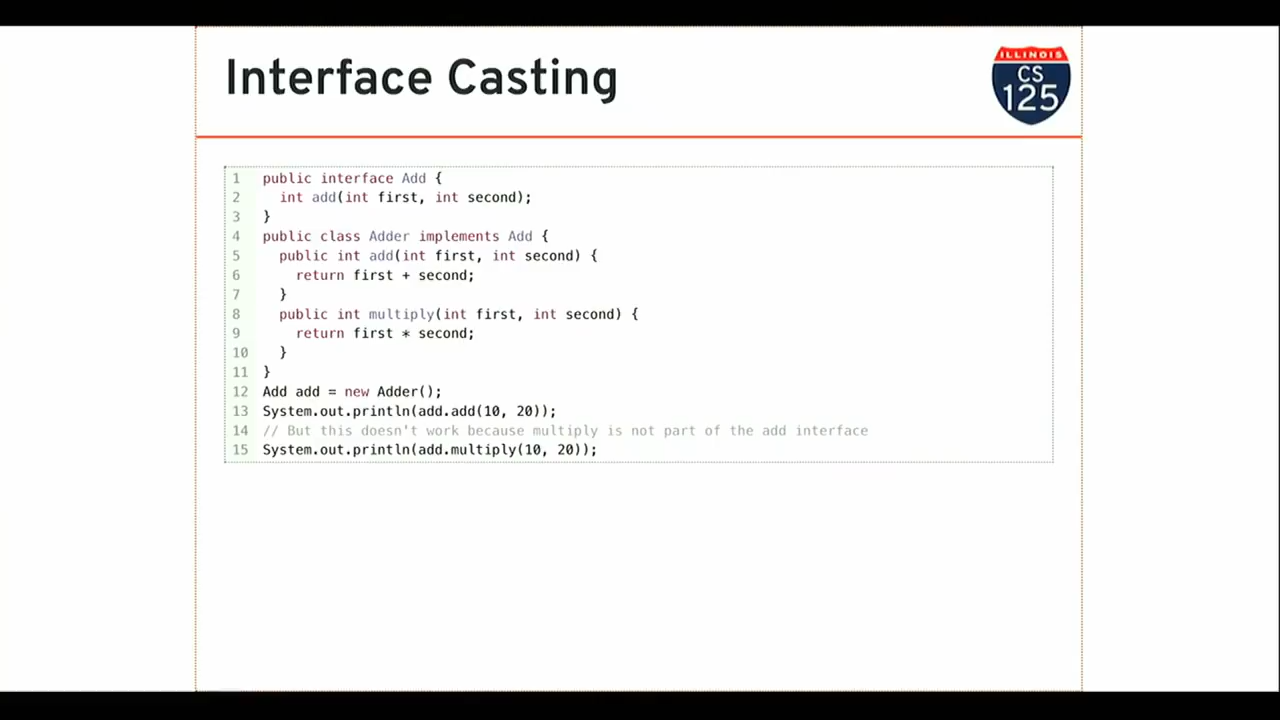 Interface Casting
ILLINOIS
CS
125
1 public interface Add {
2   int add(int first, int second);
3 }
4 public class Adder implements Add {
5   public int add(int first, int second) {
6     return first + second;
7   }
8   public int multiply(int first, int second) {
9     return first * second;
10   }
11 }
12 Add add = new Adder();
13 System.out.println(add.add(10, 20));
14 // But this doesn't work because multiply is not part of the add interface
15 System.out.println(add.multiply(10, 20));